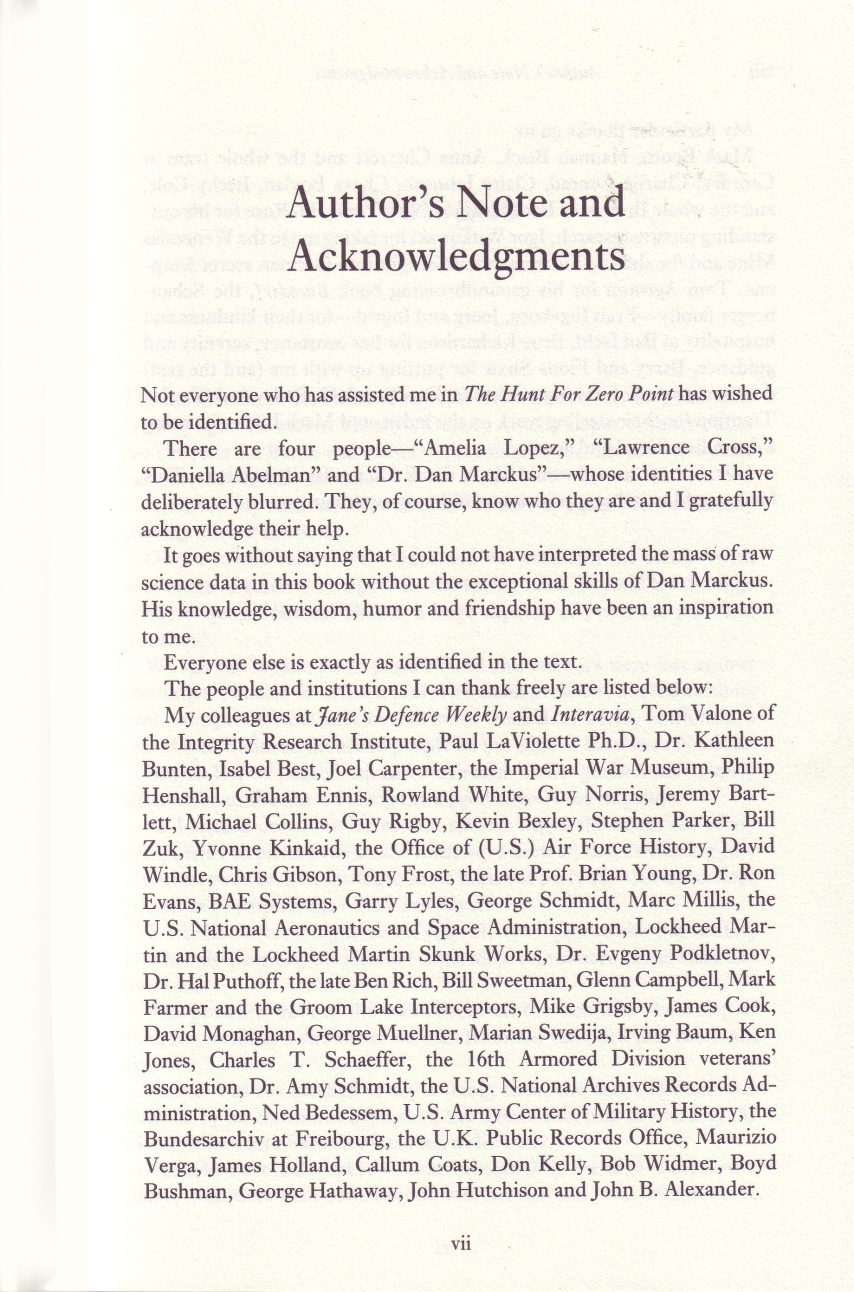 Author's Note and
Acknowledgments
Not everyone who has assisted me in The Hunt For Zero Point has wished
to be identified.
There are four people—“Amelia Lopez,” “Lawrence Cross,”
“Daniella Abelman” and “Dr. Dan Marckus”—whose identities I have
deliberately blurred. They, of course, know who they are and I gratefully
acknowledge their help.
It goes without saying that I could not have interpreted the mass of raw
science data in this book without the exceptional skills of Dan Marckus.
His knowledge, wisdom, humor and friendship have been an inspiration
to me.
Everyone else is exactly as identified in the text.
The people and institutions I can thank freely are listed below:
My colleagues at Jane's Defence Weekly and Interavia, Tom Valone of
the Integrity Research Institute, Paul LaViolette Ph.D., Dr. Kathleen
Bunten, Isabel Best, Joel Carpenter, the Imperial War Museum, Philip
Henshall, Graham Ennis, Rowland White, Guy Norris, Jeremy Bart-
lett, Michael Collins, Guy Rigby, Kevin Bexley, Stephen Parker, Bill
Zuk, Yvonne Kinkaid, the Office of (U.S.) Air Force History, David
Windle, Chris Gibson, Tony Frost, the late Prof. Brian Young, Dr. Ron
Evans, BAE Systems, Garry Lyles, George Schmidt, Marc Millis, the
U.S. National Aeronautics and Space Administration, Lockheed Mar-
tin and the Lockheed Martin Skunk Works, Dr. Evgeny Podkletnov,
Dr. Hal Puthoff, the late Ben Rich, Bill Sweetman, Glenn Campbell, Mark
Farmer and the Groom Lake Interceptors, Mike Grigsby, James Cook,
David Monaghan, George Muellner, Marian Swedija, Irving Baum, Ken
Jones, Charles T. Schaeffer, the 16th Armored Division veterans'
association, Dr. Amy Schmidt, the U.S. National Archives Records Ad-
ministration, Ned Bedessem, U.S. Army Center of Military History, the
Bundesarchiv at Freibourg, the U.K. Public Records Office, Maurizio
Verga, James Holland, Callum Coats, Don Kelly, Bob Widmer, Boyd
Bushman, George Hathaway, John Hutchison and John B. Alexander.
vii